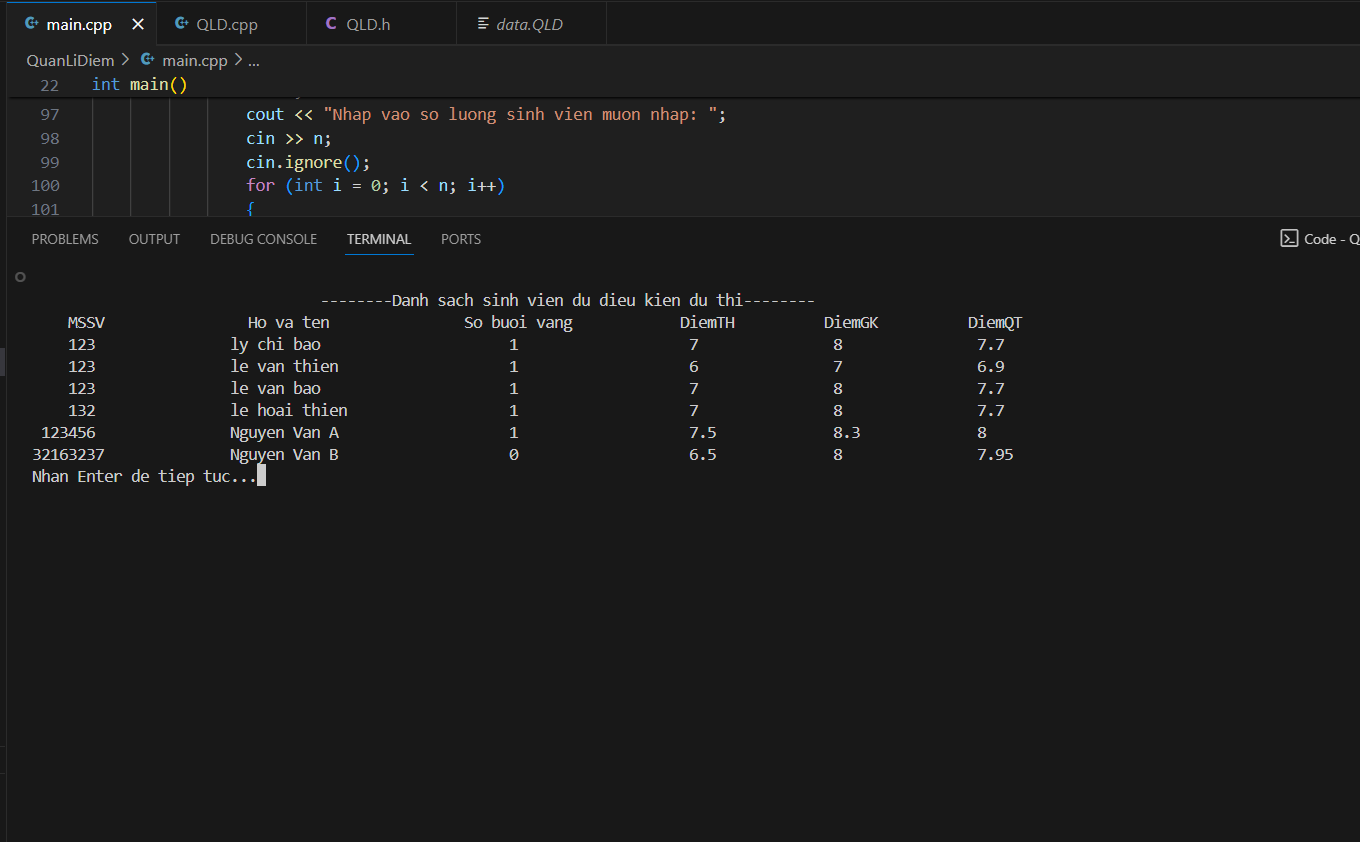 main.cpp QLD.cpp QLD.h data.QLD
QuanLiDiem > main.cpp > ...
22 int main()
97 cout << "Nhap vao so luong sinh vien muon nhap: ";
98 cin >> n;
99 cin.ignore();
100 for (int i = 0; i < n; i++)
101 {
PROBLEMS OUTPUT DEBUG CONSOLE TERMINAL PORTS Code - Q
--------Danh sach sinh vien du dieu kien du thi--------
MSSV Ho va ten So buoi vang DiemTH DiemGK DiemQT
123 ly chi bao 1 7 8 7.7
123 le van thien 1 6 7 6.9
123 le van bao 1 7 8 7.7
132 le hoai thien 1 7 8 7.7
123456 Nguyen Van A 1 7.5 8.3 8
32163237 Nguyen Van B 0 6.5 8 7.95
Nhan Enter de tiep tuc...